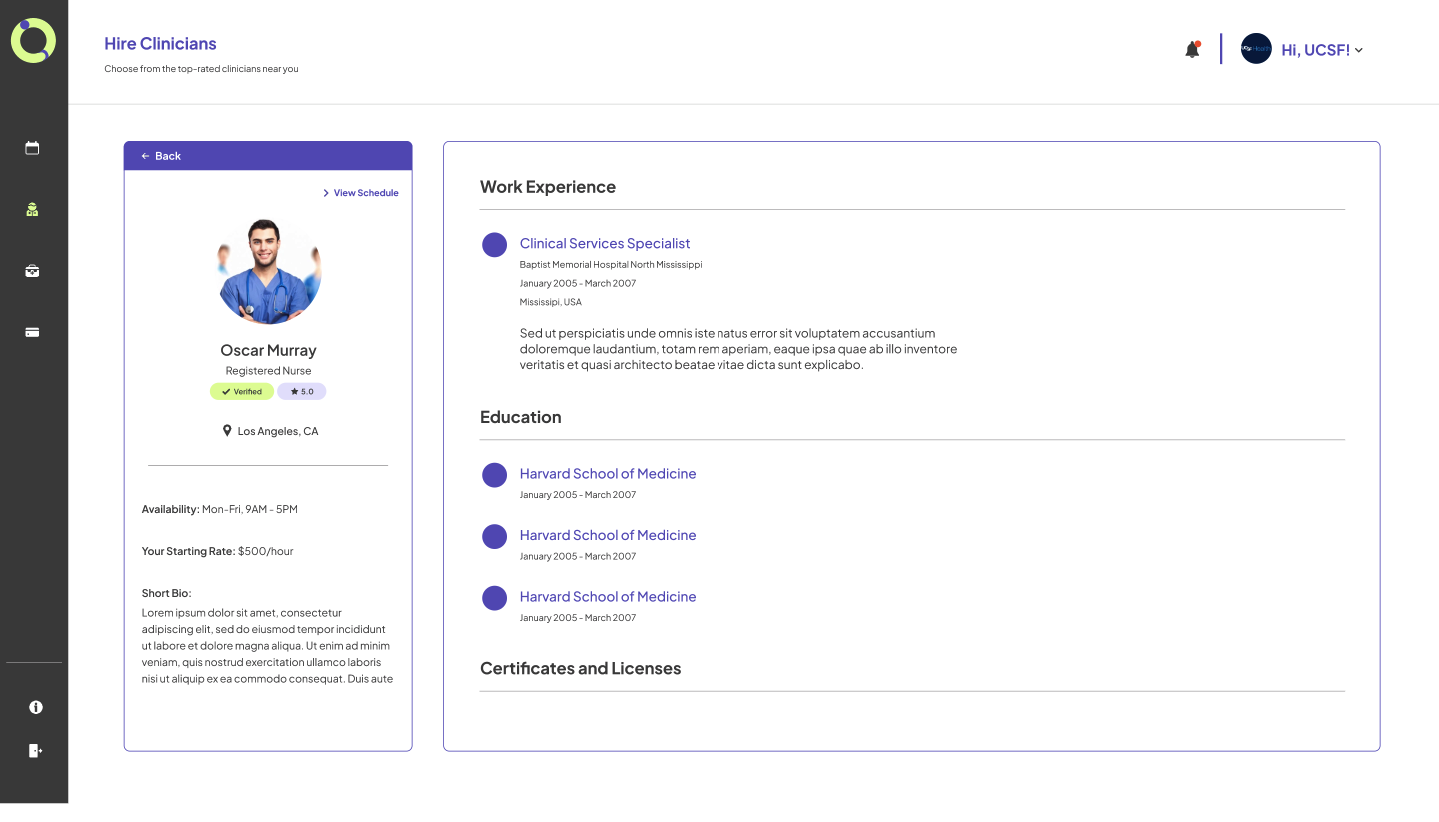 Hire Clinicians
Choose from the top-rated clinicians near you
Hi, UCSF!
Back
View Schedule
Oscar Murray
Registered Nurse
Verified
5.0
Los Angeles, CA
Availability: Mon-Fri, 9AM - 5PM
Your Starting Rate: $500/hour
Short Bio:
Lorem ipsum dolor sit amet, consectetur
adipiscing elit, sed do eiusmod tempor incididunt
ut labore et dolore magna aliqua. Ut enim ad minim
veniam, quis nostrud exercitation ullamco laboris
nisi ut aliquip ex ea commodo consequat. Duis aute
Work Experience
Clinical Services Specialist
Baptist Memorial Hospital North Mississippi
January 2005 - March 2007
Mississipi, USA
Sed ut perspiciatis unde omnis iste natus error sit voluptatem accusantium
doloremque laudantium, totam rem aperiam, eaque ipsa quae ab illo inventore
veritatis et quasi architecto beatae vitae dicta sunt explicabo.
Education
Harvard School of Medicine
January 2005 - March 2007
Harvard School of Medicine
January 2005 - March 2007
Harvard School of Medicine
January 2005 - March 2007
Certificates and Licenses